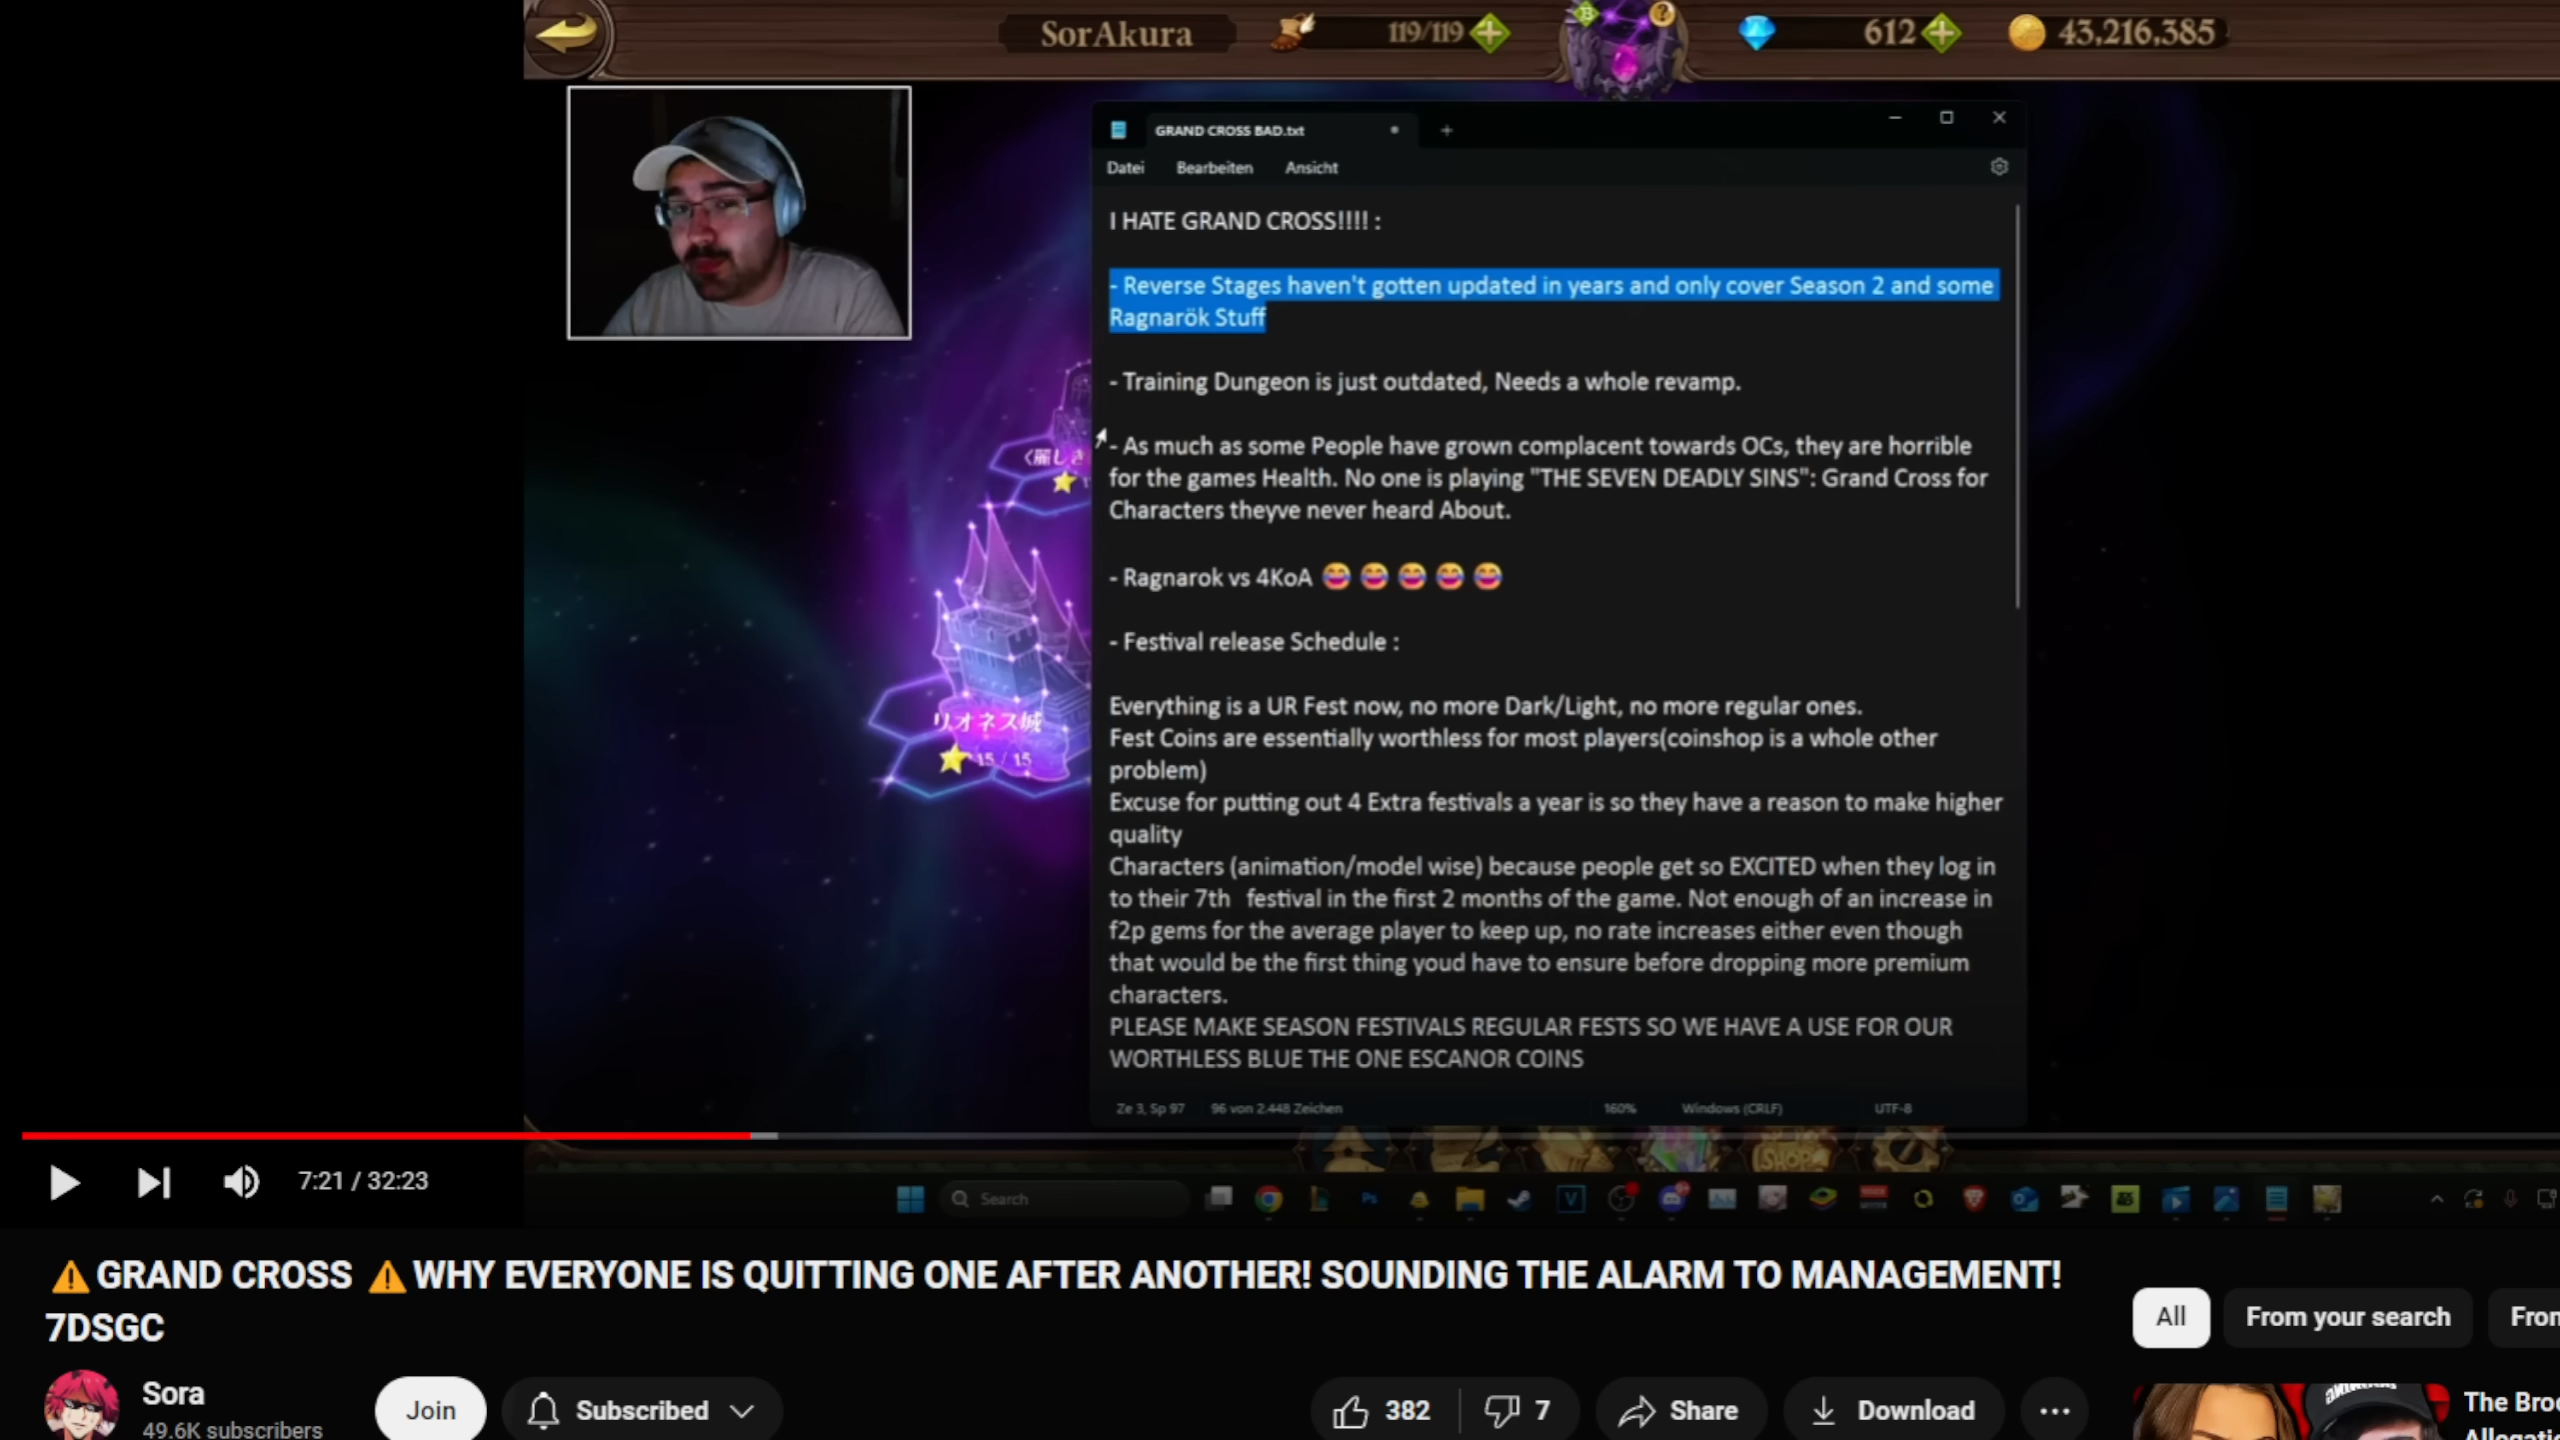 SorAkura
119/119
612
43,216,385
GRAND CROSS BAD.txt
Datei Bearbeiten Ansicht
I HATE GRAND CROSS!!!! :
- Reverse Stages haven't gotten updated in years and only cover Season 2 and some
Ragnarök Stuff
- Training Dungeon is just outdated, Needs a whole revamp.
- As much as some People have grown complacent towards OCs, they are horrible
for the games Health. No one is playing "THE SEVEN DEADLY SINS": Grand Cross for
Characters theyve never heard About.
- Ragnarok vs 4KoA 😂 😂 😂 😂 😂
- Festival release Schedule :
Everything is a UR Fest now, no more Dark/Light, no more regular ones.
Fest Coins are essentially worthless for most players(coinshop is a whole other
problem)
Excuse for putting out 4 Extra festivals a year is so they have a reason to make higher
quality
Characters (animation/model wise) because people get so EXCITED when they log in
to their 7th  festival in the first 2 months of the game. Not enough of an increase in
f2p gems for the average player to keep up, no rate increases either even though
that would be the first thing youd have to ensure before dropping more premium
characters.
PLEASE MAKE SEASON FESTIVALS REGULAR FESTS SO WE HAVE A USE FOR OUR
WORTHLESS BLUE THE ONE ESCANOR COINS
Ze 3, Sp 97 96 von 2.448 Zeichen 160% Windows (CRLF) UTF-8
リオネス城
15 / 15
SHOP
7:21 / 32:23
Search
⚠️GRAND CROSS ⚠️WHY EVERYONE IS QUITTING ONE AFTER ANOTHER! SOUNDING THE ALARM TO MANAGEMENT!
7DSGC
All
From your search
Sora
49.6K subscribers
Join
Subscribed
382
7
Share
Download
The